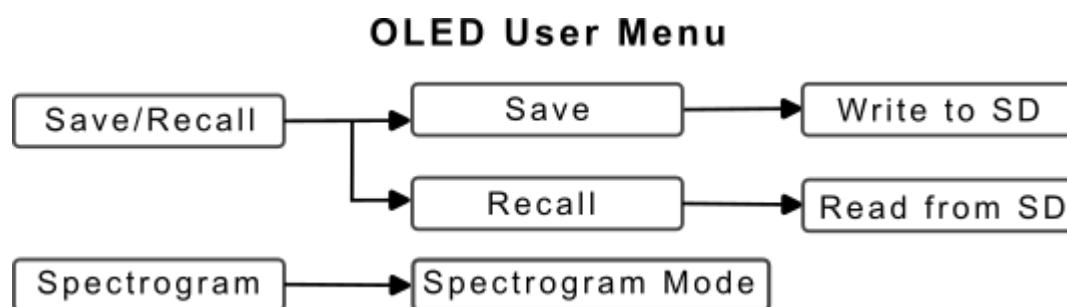 OLED User Menu
Save/Recall
Save
Write to SD
Recall
Read from SD
Spectrogram
Spectrogram Mode